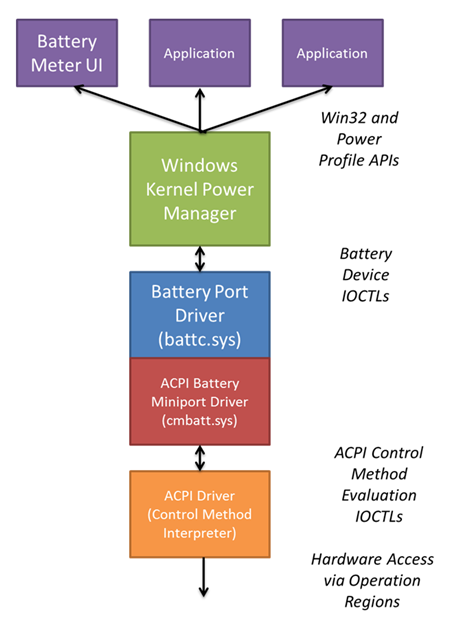 Battery
Meter UI
Application
Application
Win32 and
Power
Profile APIs
Windows
Kernel Power
Manager
Battery
Device
IOCTLs
Battery Port
Driver
(battc.sys)
ACPI Battery
Miniport Driver
(cmbatt.sys)
ACPI Control
Method
Evaluation
IOCTLs
ACPI Driver
(Control Method
Interpreter)
Hardware Access
via Operation
Regions